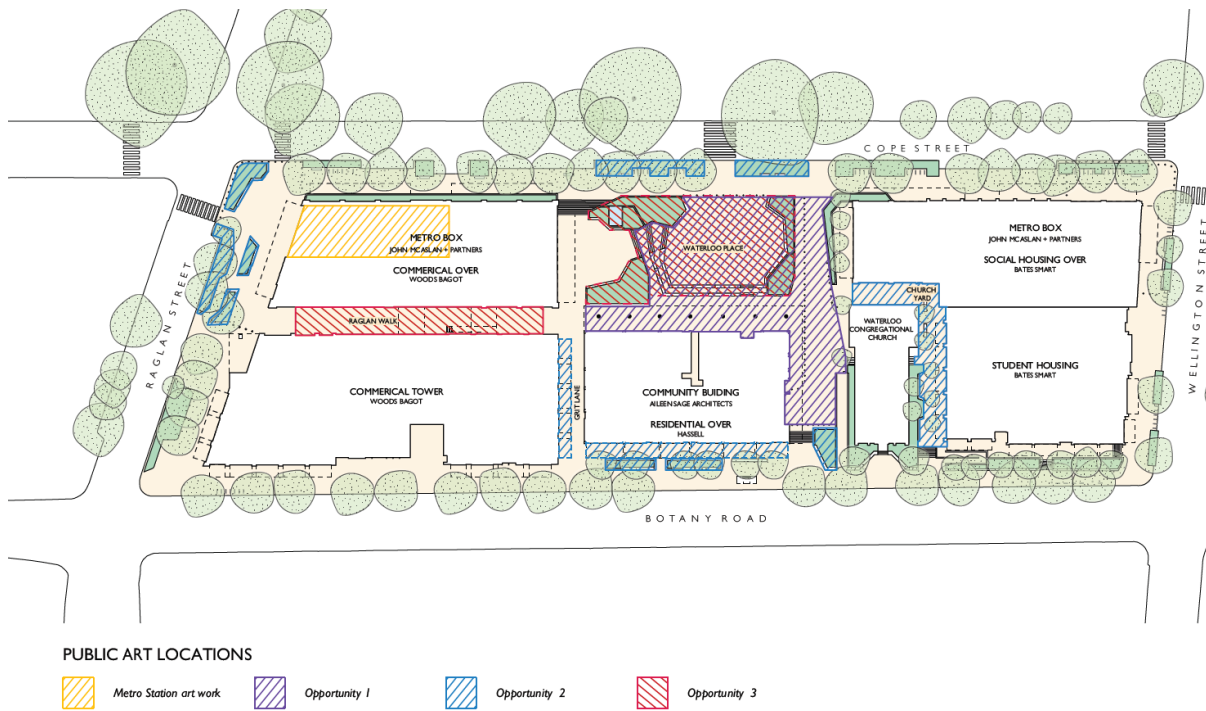 COPE STREET
METRO BOX
JOHN MCASLAN + PARTNERS
COMMERICAL OVER
WOODS BAGOT
WATERLOO PLACE
METRO BOX
JOHN MCASLAN + PARTNERS
SOCIAL HOUSING OVER
BATES SMART
CHURCH
YARD
RAGLAN STREET
RAGLAN WALK
WATERLOO
CONGREGATIONAL
CHURCH
WELLINGTON STREET
COMMERICAL TOWER
WOODS BAGOT
GRIT LANE
COMMUNITY BUIDING
AILEEN SAGE ARCHITECTS
RESIDENTIAL OVER
HASSELL
STUDENT HOUSING
BATES SMART
BOTANY ROAD
PUBLIC ART LOCATIONS
Metro Station art work
Opportunity 1
Opportunity 2
Opportunity 3